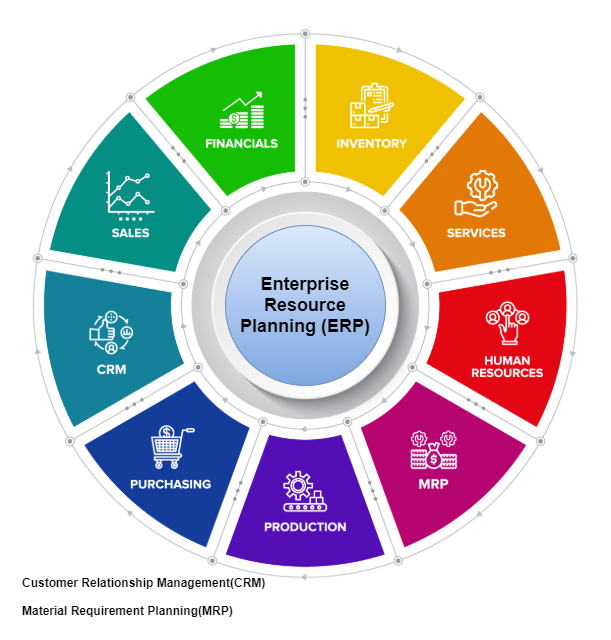 FINANCIALS
INVENTORY
SALES
SERVICES
Enterprise
Resource
Planning (ERP)
CRM
HUMAN
RESOURCES
PURCHASING
MRP
PRODUCTION
Customer Relationship Management(CRM)
Material Requirement Planning(MRP)